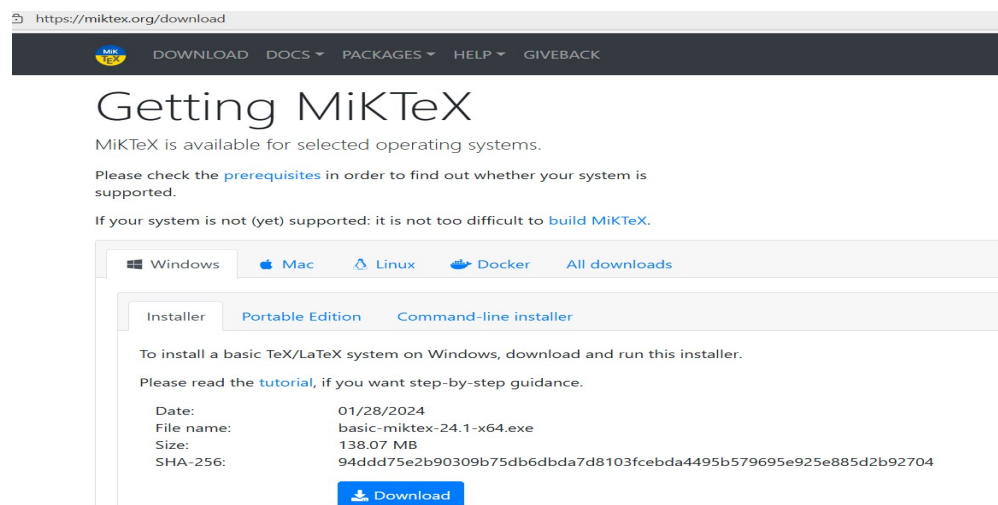 https://miktex.org/download
MiK
TEX
DOWNLOAD DOCS PACKAGES HELP GIVEBACK
Getting MiKTeX
MiKTeX is available for selected operating systems.
Please check the prerequisites in order to find out whether your system is
supported.
If your system is not (yet) supported: it is not too difficult to build MiKTeX.
Windows Mac Linux Docker All downloads
Installer Portable Edition Command-line installer
To install a basic TeX/LaTeX system on Windows, download and run this installer.
Please read the tutorial, if you want step-by-step guidance.
Date: 01/28/2024
File name: basic-miktex-24.1-x64.exe
Size: 138.07 MB
SHA-256: 94ddd75e2b90309b75db6dbda7d8103fcebda4495b579695e925e885d2b92704
Download